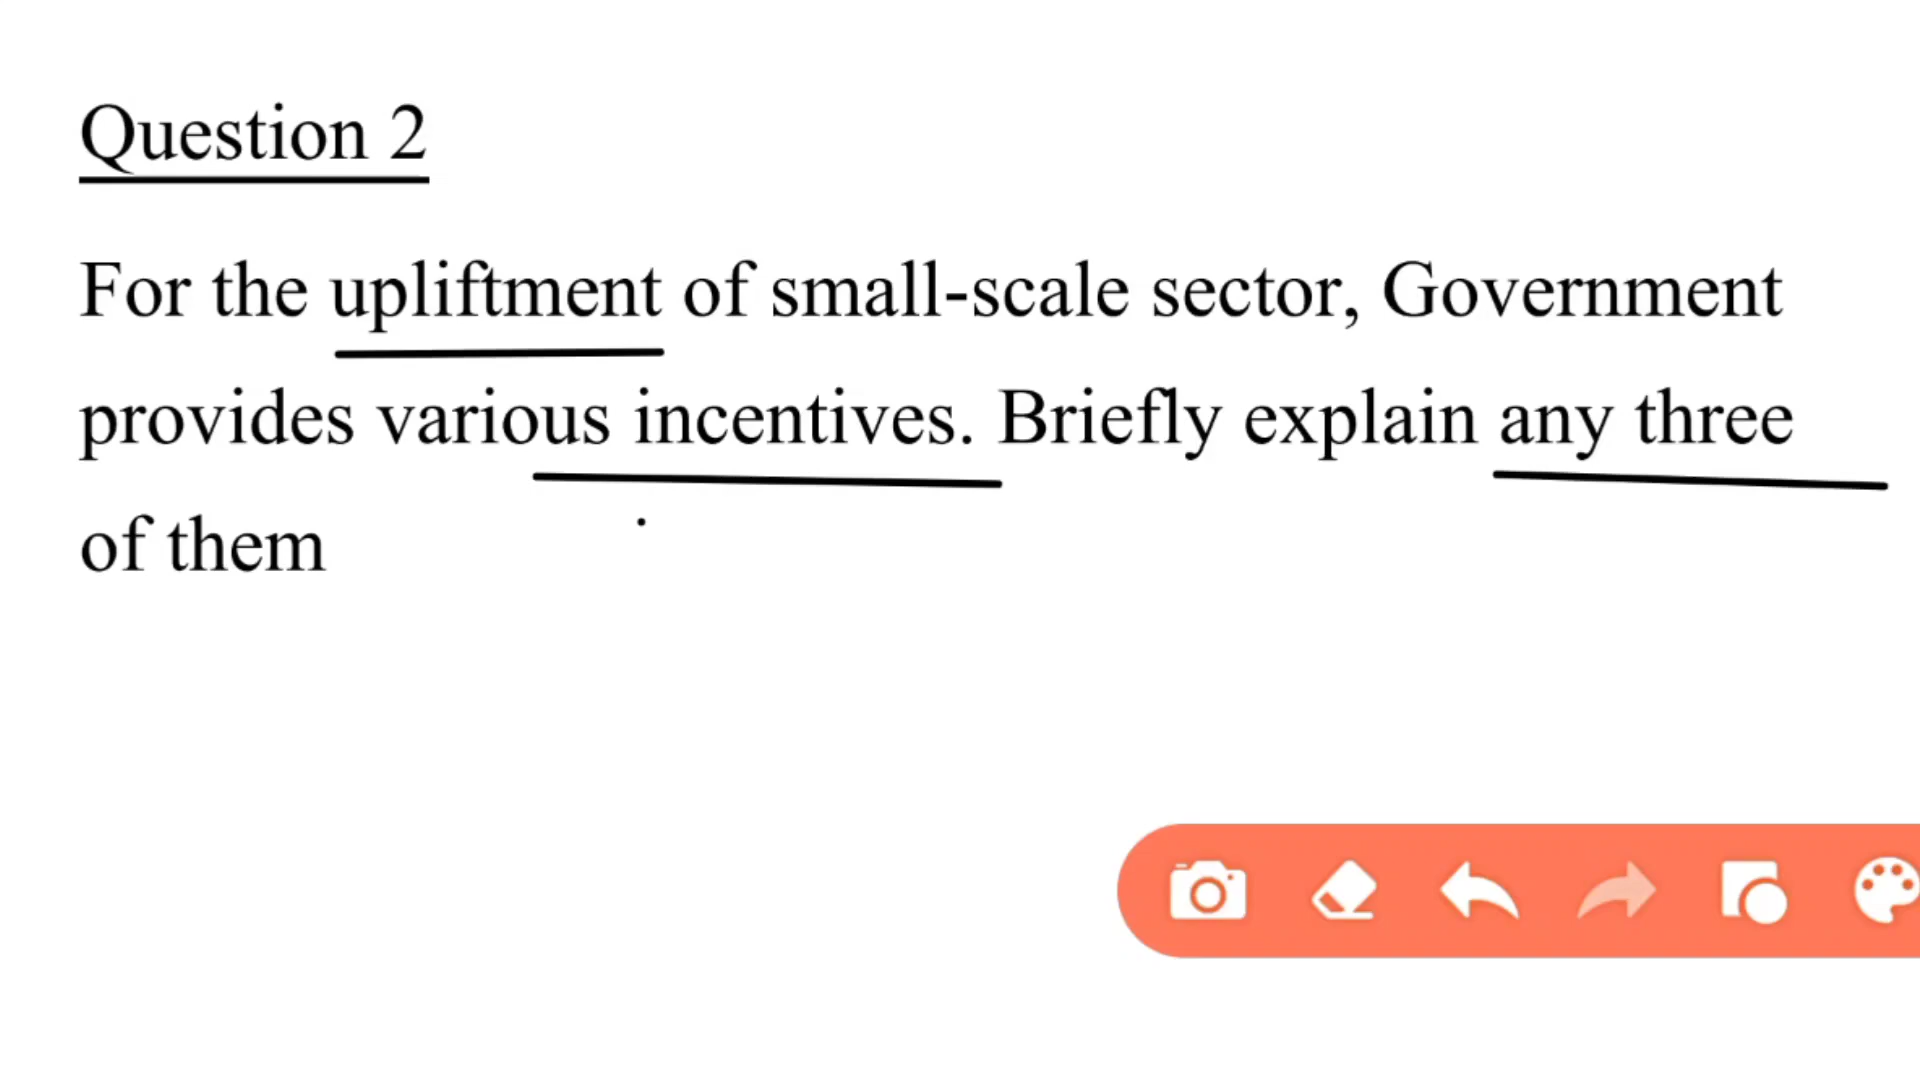 Question 2
For the upliftment of small-scale sector, Government
provides various incentives. Briefly explain any three
of them